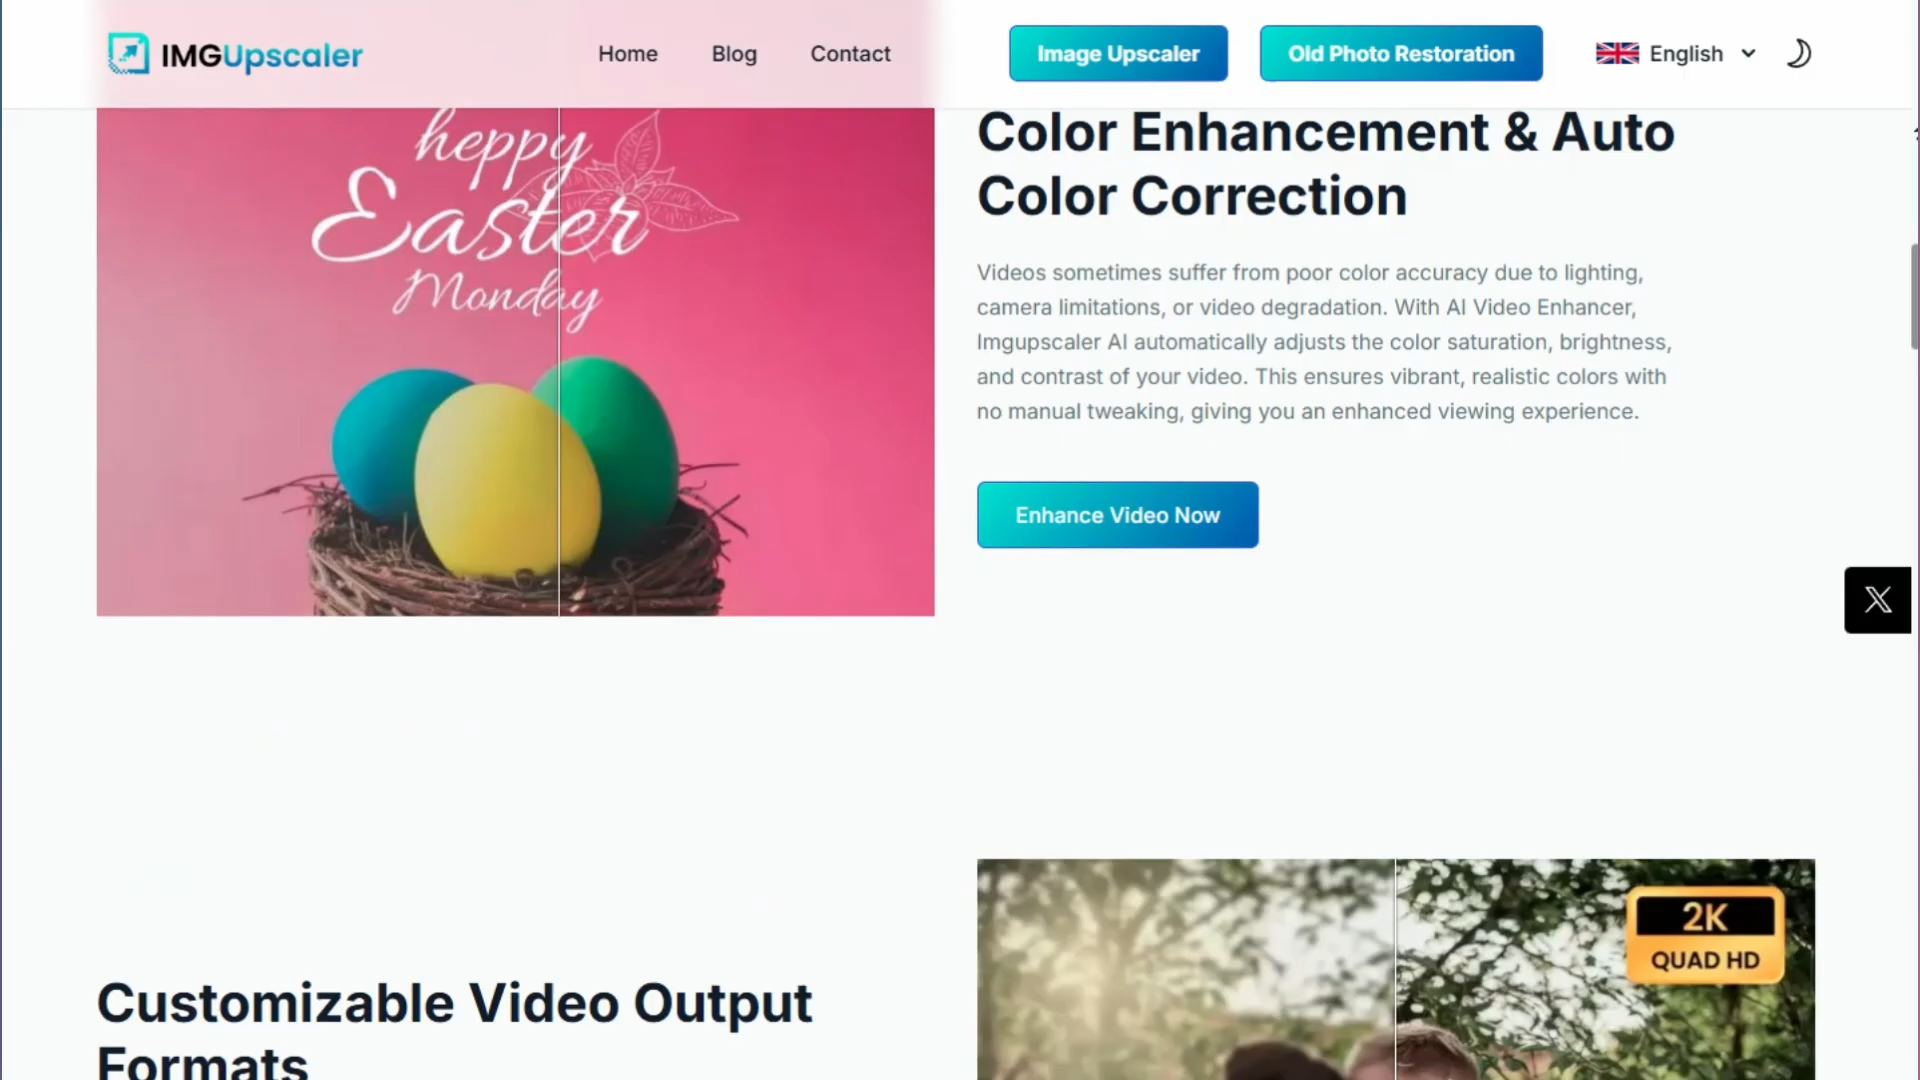 IMGUpscaler
Home
Blog
Contact
Image Upscaler
Old Photo Restoration
English
heppy
Easter
Monday
Color Enhancement & Auto
Color Correction
Videos sometimes suffer from poor color accuracy due to lighting,
camera limitations, or video degradation. With AI Video Enhancer,
Imgupscaler AI automatically adjusts the color saturation, brightness,
and contrast of your video. This ensures vibrant, realistic colors with
no manual tweaking, giving you an enhanced viewing experience.
Enhance Video Now
X
2K
QUAD HD
Customizable Video Output
Formats